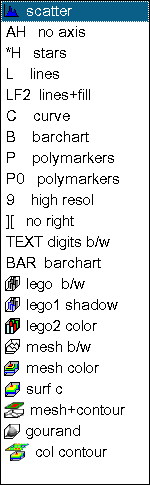 scatter
AH no axis
*H stars
L lines
LF2 lines+fill
C curve
B barchart
P polymarkers
P0 polymarkers
9 high resol
][ no right
TEXT digits b/w
BAR barchart
lego b/w
lego1 shadow
lego2 color
mesh b/w
mesh color
surf c
mesh+contour
gourand
col contour